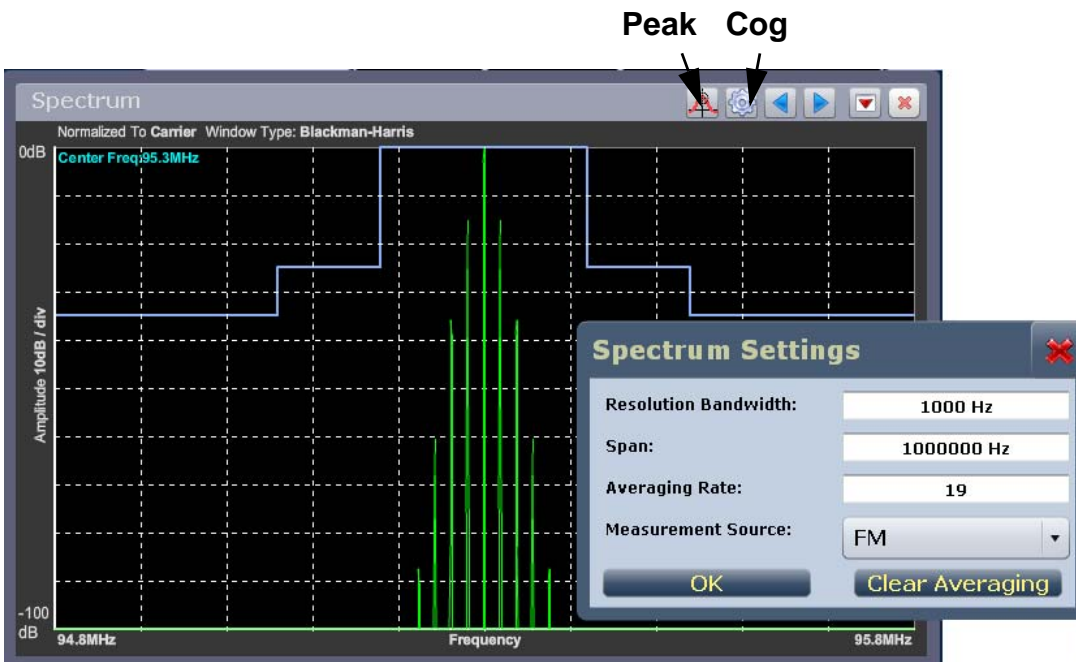 Peak Cog
Spectrum
Normalized To Carrier Window Type: Blackman-Harris
0dB
Center Freq:95.3MHz
Amplitude 10dB / div
-100
dB
94.8MHz
Frequency
95.8MHz
Spectrum Settings
Resolution Bandwidth:
1000 Hz
Span:
1000000 Hz
Averaging Rate:
19
Measurement Source:
FM
OK
Clear Averaging